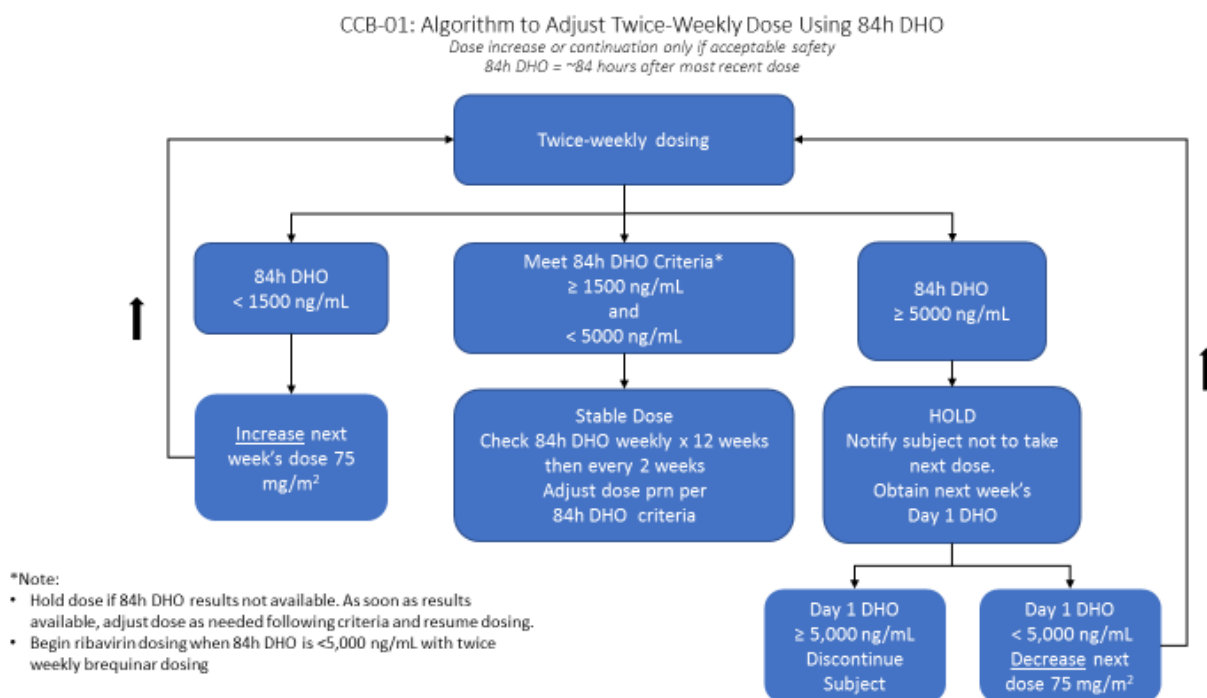 CCB-01: Algorithm to Adjust Twice-Weekly Dose Using 84h DHO
Dose increase or continuation only if acceptable safety
84h DHO = ~84 hours after most recent dose
Twice-weekly dosing
84h DHO
< 1500 ng/mL
Meet 84h DHO Criteria*
≥ 1500 ng/mL
and
< 5000 ng/mL
84h DHO
≥ 5000 ng/mL
Increase next
week's dose 75
mg/m²
Stable Dose
Check 84h DHO weekly x 12 weeks
then every 2 weeks
Adjust dose prn per
84h DHO criteria
HOLD
Notify subject not to take
next dose.
Obtain next week's
Day 1 DHO
Day 1 DHO
≥ 5,000 ng/mL
Discontinue
Subject
Day 1 DHO
< 5,000 ng/mL
Decrease next
dose 75 mg/m²
*Note:
• Hold dose if 84h DHO results not available. As soon as results
available, adjust dose as needed following criteria and resume dosing.
• Begin ribavirin dosing when 84h DHO is <5,000 ng/mL with twice
weekly brequinar dosing